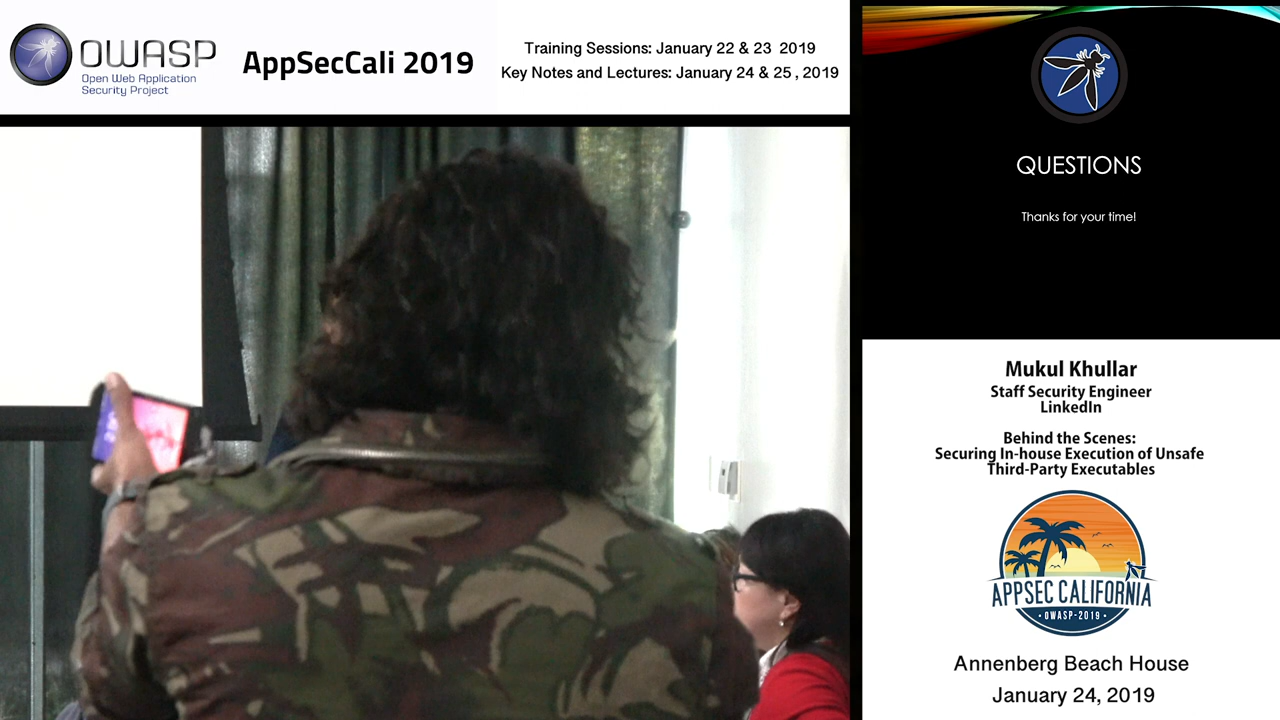 OWASP
Open Web Application
Security Project
AppSecCali 2019
Training Sessions: January 22 & 23 2019
Key Notes and Lectures: January 24 & 25 , 2019
QUESTIONS
Thanks for your time!
Mukul Khullar
Staff Security Engineer
LinkedIn
Behind the Scenes:
Securing In-house Execution of Unsafe
Third-Party Executables
APPSEC CALIFORNIA
• OWASP-2019 •
Annenberg Beach House
January 24, 2019